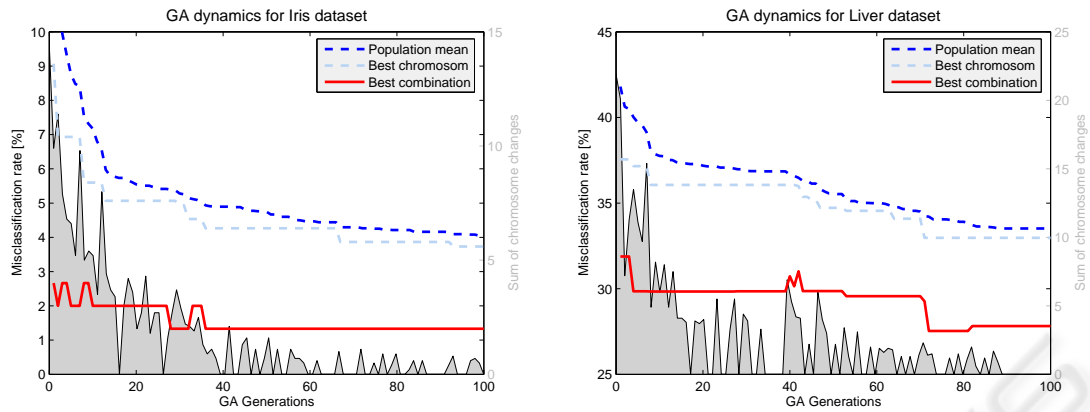 GA dynamics for Iris dataset
10
9
8
7
6
5
4
3
2
1
0
Misclassification rate [%]
0
20
40
60
80
100
GA Generations
15
10
5
0
Sum of chromosome changes
Population mean
Best chromosom
Best combination
GA dynamics for Liver dataset
45
40
35
30
25
Misclassification rate [%]
0
20
40
60
80
100
GA Generations
25
20
15
10
5
0
Sum of chromosome changes
Population mean
Best chromosom
Best combination